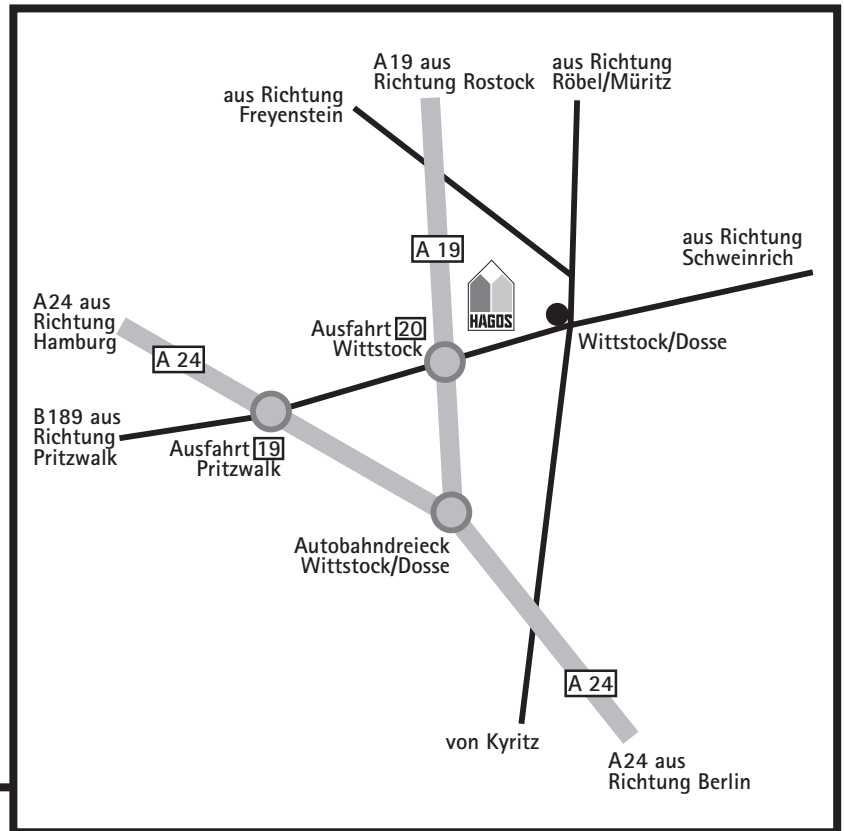 A19 aus
Richtung Rostock
aus Richtung
Röbel/Müritz
aus Richtung
Freyenstein
A 19
aus Richtung
Schweinrich
A24 aus
Richtung
Hamburg
HAGOS
Ausfahrt 20
Wittstock
Wittstock/Dosse
A 24
B189 aus
Richtung
Pritzwalk
Ausfahrt 19
Pritzwalk
Autobahndreieck
Wittstock/Dosse
A 24
von Kyritz
A24 aus
Richtung Berlin